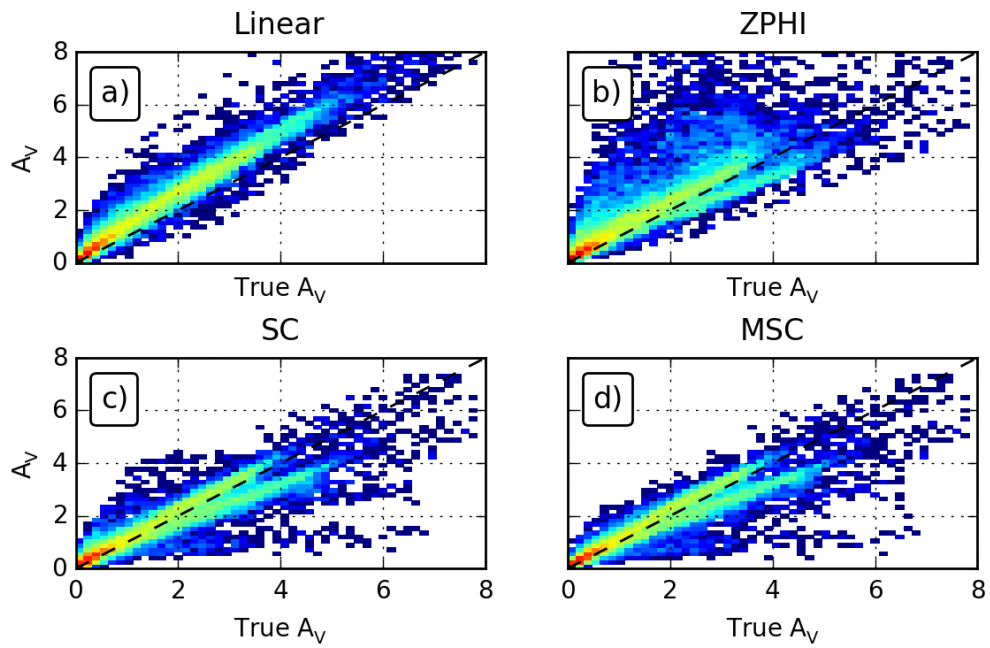 Linear
ZPHI
8
6
4
2
0
A_V
a)
b)
True A_V
True A_V
SC
MSC
8
6
4
2
0
A_V
c)
d)
0 2 4 6 8
0 2 4 6 8
True A_V
True A_V